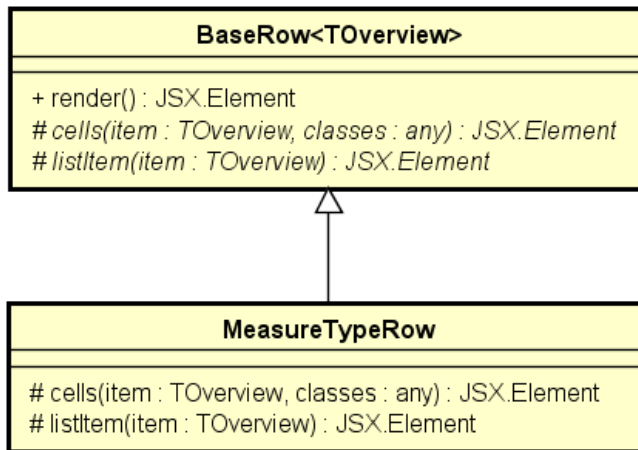 BaseRow<TOverview>
+ render() : JSX.Element
# cells(item : TOverview, classes : any) : JSX.Element
# listItem(item : TOverview) : JSX.Element
MeasureTypeRow
# cells(item : TOverview, classes : any) : JSX.Element
# listItem(item : TOverview) : JSX.Element